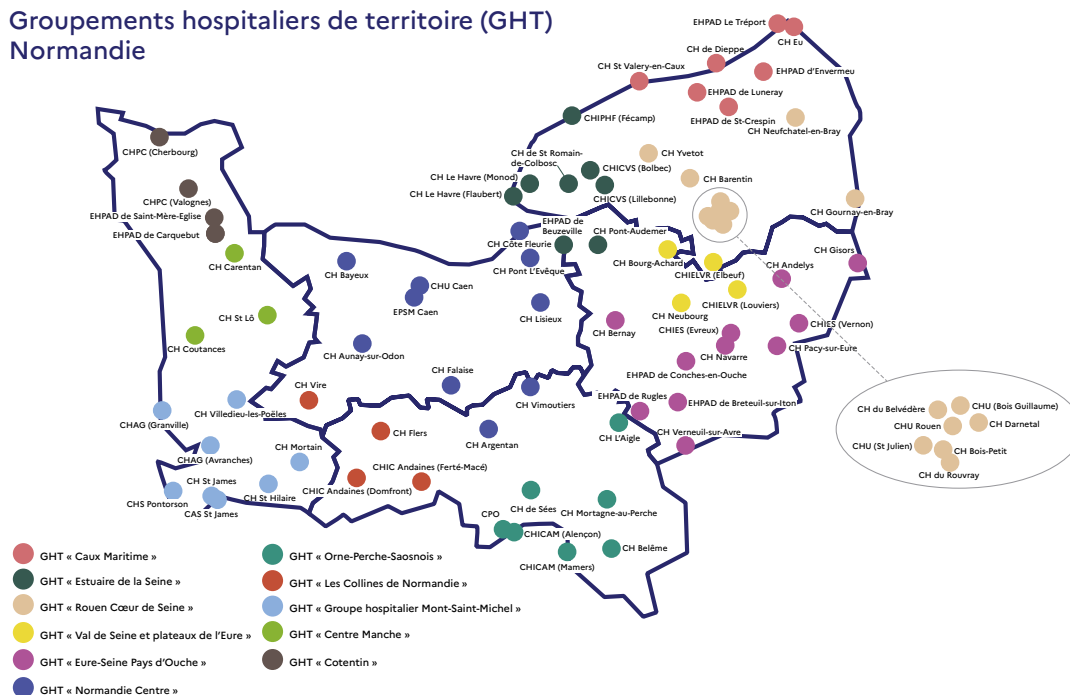 Groupements hospitaliers de territoire (GHT)
Normandie
EHPAD Le Tréport
CH Eu
CH de Dieppe
CH St Valery-en-Caux
EHPAD d'Envermeu
EHPAD de Luneray
EHPAD de St-Crespin
CH Neufchatel-en-Bray
CHIPHF (Fécamp)
CHPC (Cherbourg)
CH Yvetot
CH de St Romain-
de-Colbosc
CHICVS (Bolbec)
CH Barentin
CH Le Havre (Monod)
CH Le Havre (Flaubert)
CHICVS (Lillebonne)
CHPC (Valognes)
EHPAD de Saint-Mère-Eglise
EHPAD de Carquebut
CH Gournay-en-Bray
EHPAD de
Beuzeville
CH Pont-Audemer
CH Côte Fleurie
CH Gisors
CH Carentan
CH Bayeux
CH Pont L'Evêque
CH Bourg-Achard
CHIELVR (Elbeuf)
CH Andelys
CHU Caen
EPSM Caen
CH Lisieux
CHIELVR (Louviers)
CH Neubourg
CH St Lô
CH Bernay
CHIES (Evreux)
CHIES (Vernon)
CH Coutances
CH Aunay-sur-Odon
CH Navarre
CH Pacy-sur-Eure
EHPAD de Conches-en-Ouche
CH Vire
CH Falaise
CH Vimoutiers
EHPAD de Rugles
EHPAD de Breteuil-sur-Iton
CHAG (Granville)
CH Villedieu-les-Poëles
CH Flers
CH Argentan
CH L'Aigle
CH Verneuil-sur-Avre
CHAG (Avranches)
CH Mortain
CHIC Andaines (Ferté-Macé)
CH St James
CH St Hilaire
CHIC Andaines (Domfront)
CHS Pontorson
CAS St James
CPO
CH de Sées
CH Mortagne-au-Perche
CHICAM (Alençon)
CH Belême
CHICAM (Mamers)
CH du Belvédère
CHU (Bois Guillaume)
CHU Rouen
CH Darnetal
CHU (St Julien)
CH Bois-Petit
CH du Rouvray
GHT « Caux Maritime »
GHT « Estuaire de la Seine »
GHT « Rouen Cœur de Seine »
GHT « Val de Seine et plateaux de l'Eure »
GHT « Eure-Seine Pays d'Ouche »
GHT « Normandie Centre »
GHT « Orne-Perche-Saosnois »
GHT « Les Collines de Normandie »
GHT « Groupe hospitalier Mont-Saint-Michel »
GHT « Centre Manche »
GHT « Cotentin »